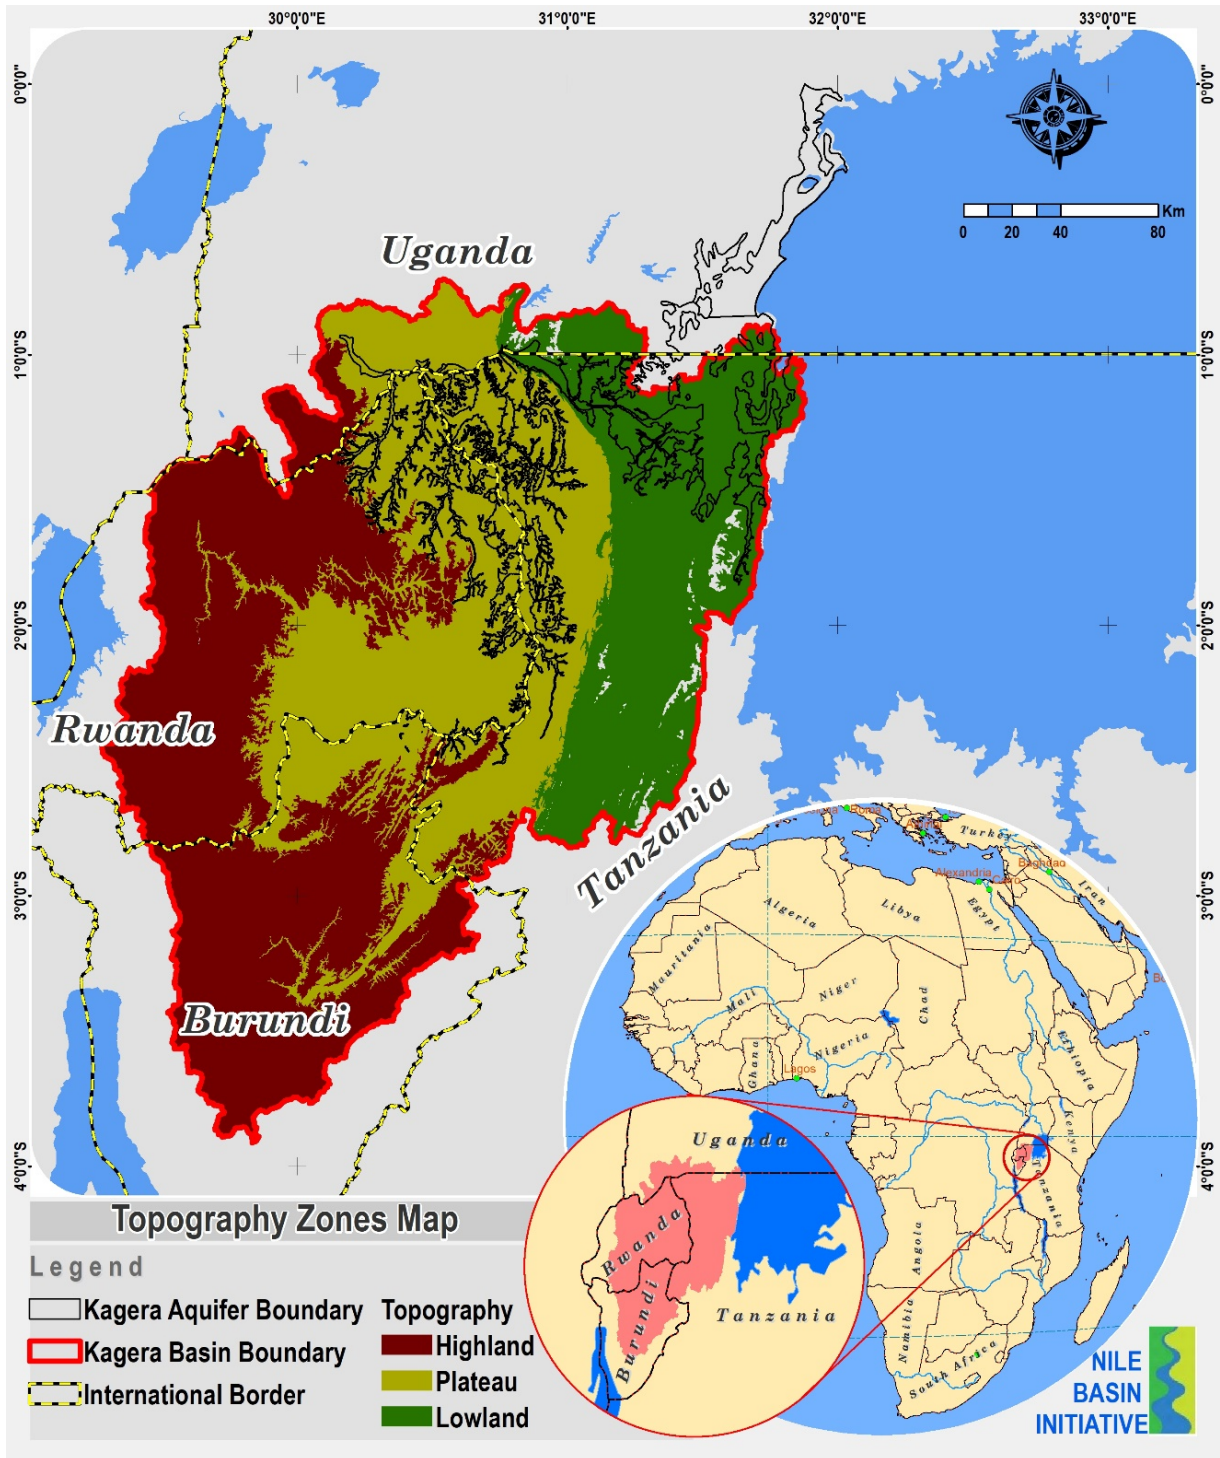 30°0'0"E
31°0'0"E
32°0'0"E
33°0'0"E
0°0'0"
0°0'0"
Km
0
20
40
80
Uganda
1°0'0"S
1°0'0"S
2°0'0"S
2°0'0"S
Rwanda
Tanzania
3°0'0"S
3°0'0"S
Burundi
4°0'0"S
4°0'0"S
Roma
Turkey
Baghdad
Alexandria
Cairo
Iran
Algeria
Libya
Egypt
Mauritania
Mali
Niger
Chad
Ghana
Nigeria
Lagos
Ethiopia
Kenya
Tanzania
Angola
Namibia
South Africa
Uganda
Rwanda
Burundi
Tanzania
Topography Zones Map
Legend
Kagera Aquifer Boundary
Kagera Basin Boundary
International Border
Topography
Highland
Plateau
Lowland
NILE
BASIN
INITIATIVE